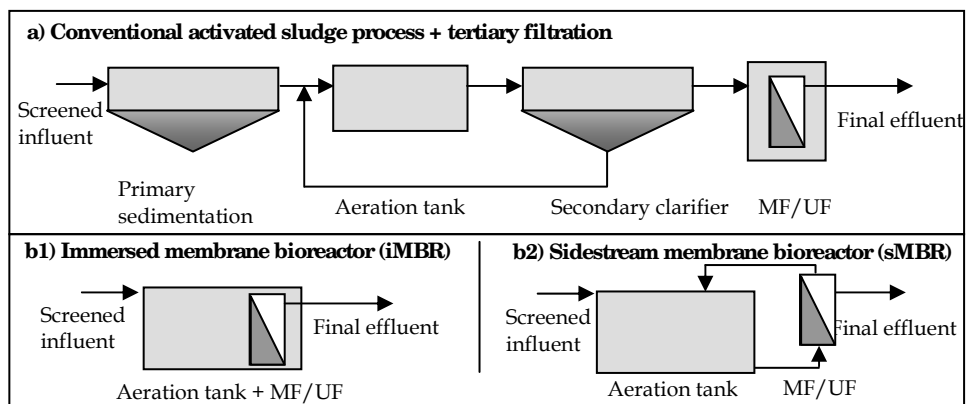 a) Conventional activated sludge process + tertiary filtration
Screened
influent
Final effluent
Primary
sedimentation
Aeration tank
Secondary clarifier
MF/UF
b1) Immersed membrane bioreactor (iMBR)
Screened
influent
Final effluent
Aeration tank + MF/UF
b2) Sidestream membrane bioreactor (sMBR)
Screened
influent
Final effluent
Aeration tank
MF/UF